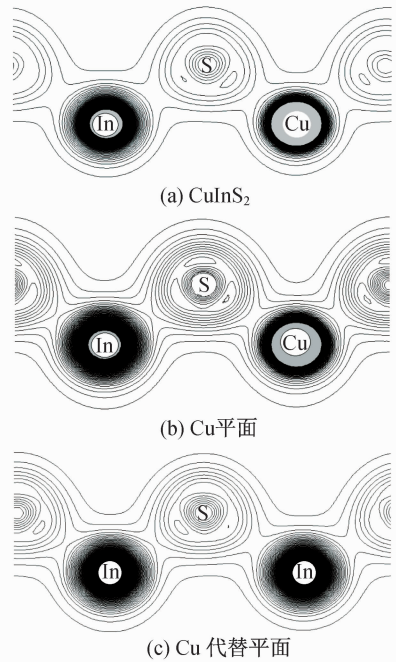 S
In Cu
(a) CuInS₂
S
In Cu
(b) Cu平面
S
In In
(c) Cu 代替平面